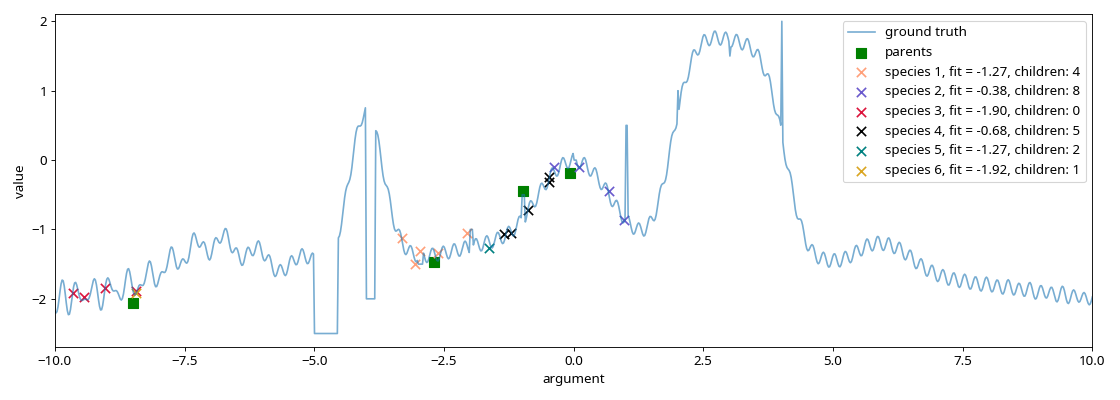 2
1
0
−1
−2
value
−10.0
−7.5
−5.0
−2.5
0.0
2.5
5.0
7.5
10.0
argument
ground truth
parents
species 1, fit = -1.27, children: 4
species 2, fit = -0.38, children: 8
species 3, fit = -1.90, children: 0
species 4, fit = -0.68, children: 5
species 5, fit = -1.27, children: 2
species 6, fit = -1.92, children: 1